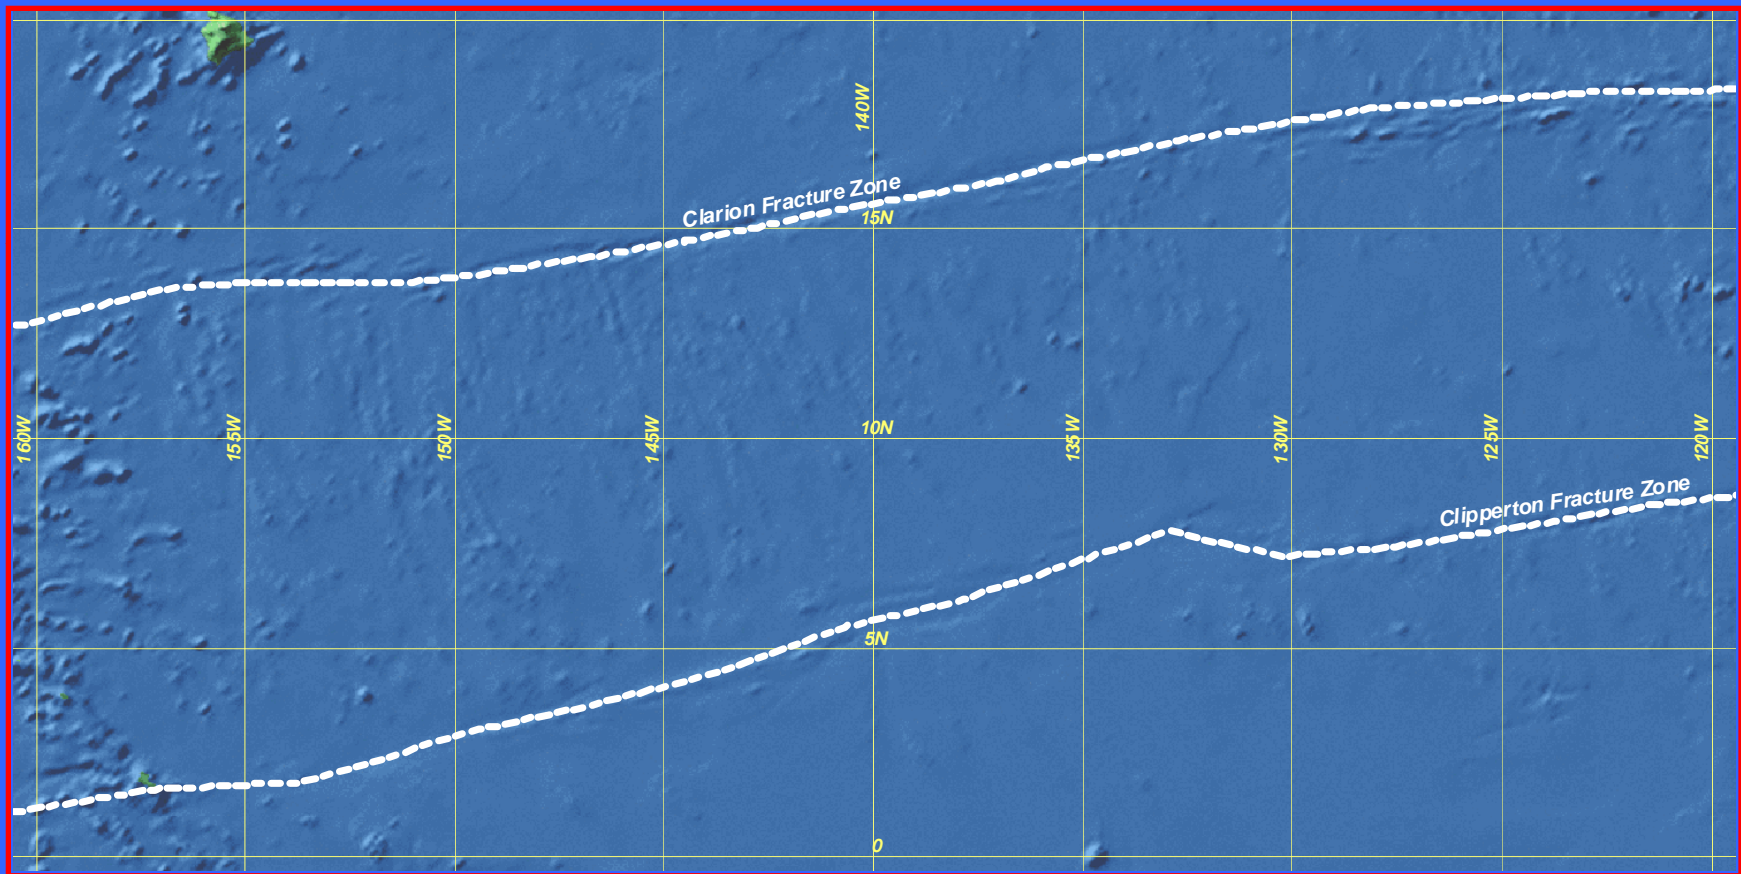 140W
Clarion Fracture Zone
15N
160W
155W
150W
145W
10N
135W
130W
125W
120W
Clipperton Fracture Zone
5N
0